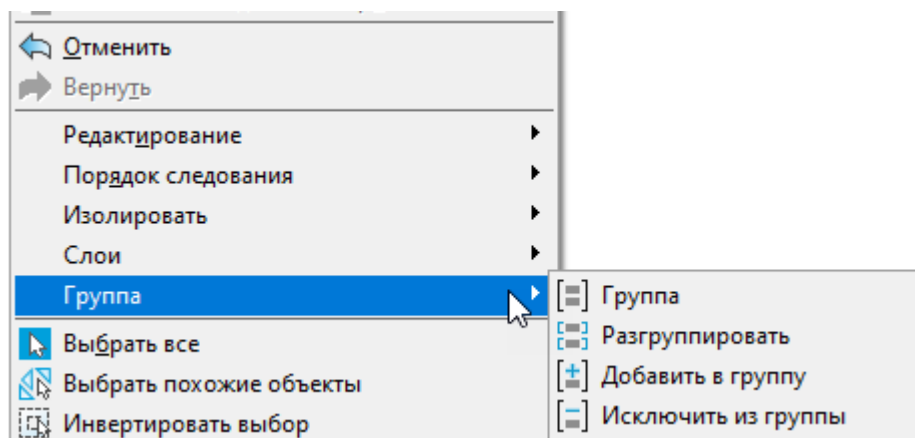 Отменить
Вернуть
Редактирование
Порядок следования
Изолировать
Слои
Группа
Группа
Выбрать все
Разгруппировать
Выбрать похожие объекты
Добавить в группу
Инвертировать выбор
Исключить из группы